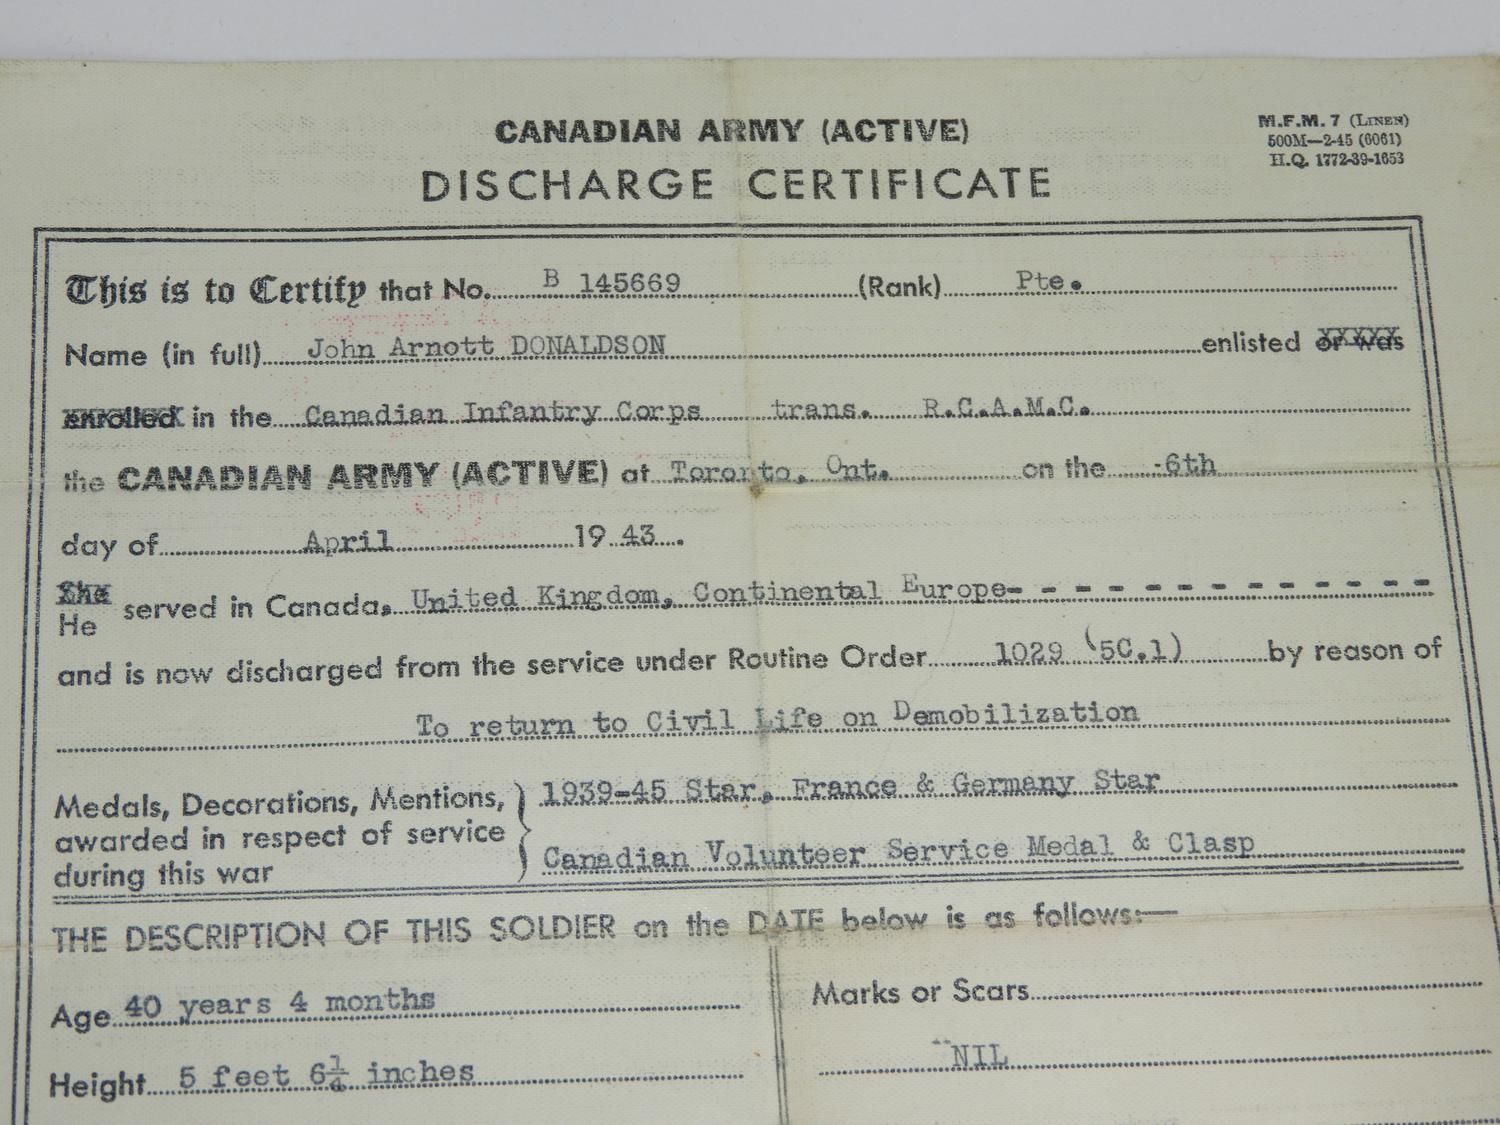 CANADIAN ARMY (ACTIVE)
DISCHARGE CERTIFICATE
M.F.M. 7 (LINEN)
500M—2-45 (6061)
H.Q. 1772-39-1653
This is to Certify that No. B 145669 (Rank) Pte.
Name (in full) John Arnott DONALDSON enlisted or was
enrolled in the Canadian Infantry Corps trans. R.C.A.M.C.
the CANADIAN ARMY (ACTIVE) at Toronto, Ont. on the 6th
day of April 19 43.
She
He served in Canada, United Kingdom, Continental Europe- - - - - - - - - - - - -
and is now discharged from the service under Routine Order 1029 (5C.1) by reason of
To return to Civil Life on Demobilization
Medals, Decorations, Mentions, awarded in respect of service during this war } 1939-45 Star, France & Germany Star
Canadian Volunteer Service Medal & Clasp
THE DESCRIPTION OF THIS SOLDIER on the DATE below is as follows:—
Age 40 years 4 months
Height 5 feet 6¼ inches
Marks or Scars
NIL